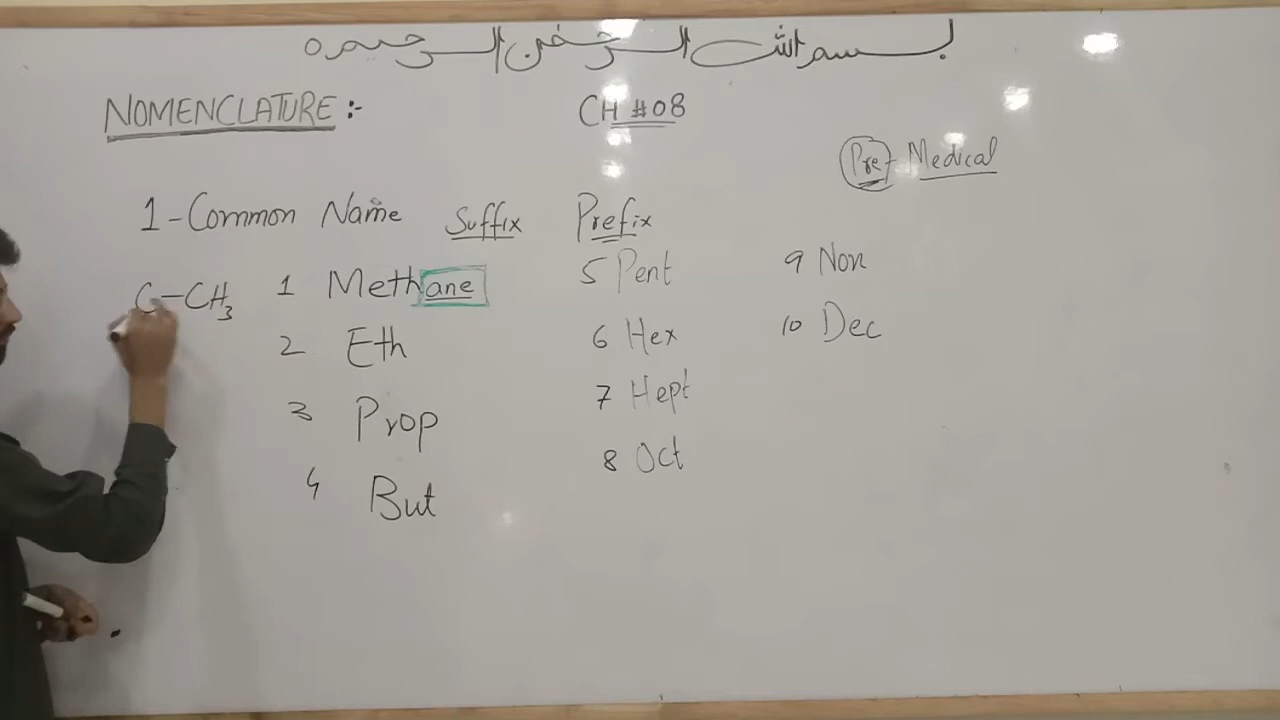 بسم الله الرحمن الرحيم ه
NOMENCLATURE :-
CH #08
Pre-Medical
1-Common Name
Suffix
Prefix
C-CH3
1 Methane
2 Eth
3 Prop
4 But
5 Pent
6 Hex
7 Hept
8 Oct
9 Non
10 Dec